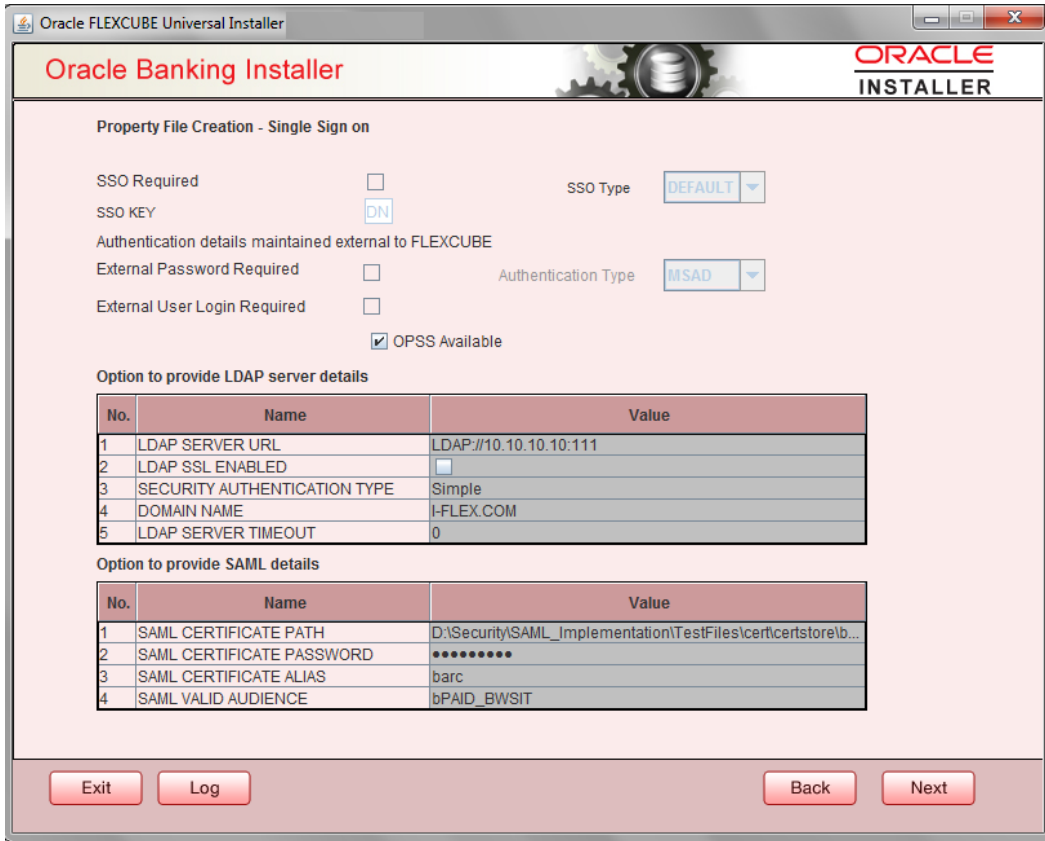 Oracle FLEXCUBE Universal Installer
Oracle Banking Installer
ORACLE
INSTALLER
Property File Creation - Single Sign on
SSO Required
SSO Type DEFAULT
SSO KEY DN
Authentication details maintained external to FLEXCUBE
External Password Required
Authentication Type MSAD
External User Login Required
OPSS Available
Option to provide LDAP server details
No. Name Value
1 LDAP SERVER URL LDAP://10.10.10.10:111
2 LDAP SSL ENABLED
3 SECURITY AUTHENTICATION TYPE Simple
4 DOMAIN NAME I-FLEX.COM
5 LDAP SERVER TIMEOUT 0
Option to provide SAML details
No. Name Value
1 SAML CERTIFICATE PATH D:\Security\SAML_Implementation\TestFiles\cert\certstore\b...
2 SAML CERTIFICATE PASSWORD •••••••••
3 SAML CERTIFICATE ALIAS barc
4 SAML VALID AUDIENCE bPAID_BWSIT
Exit Log Back Next